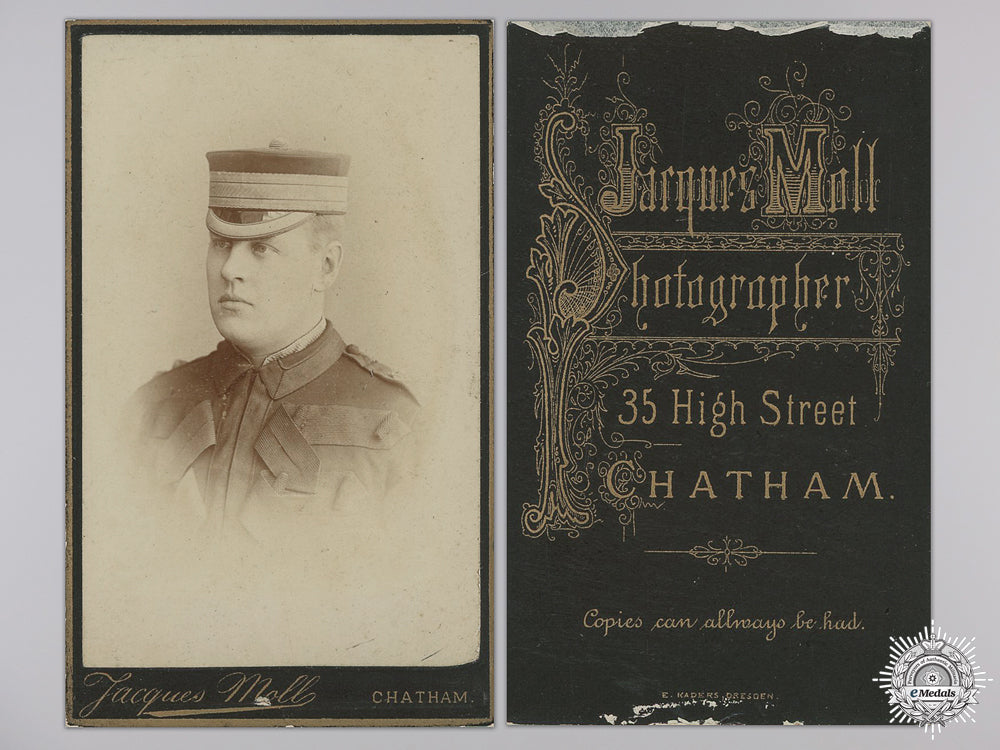 Jacques Moll
CHATHAM.
Jacques Moll
Photographer
35 High Street
CHATHAM.
Copies can allways be had.
E. KADERS, DRESDEN.
eMedals